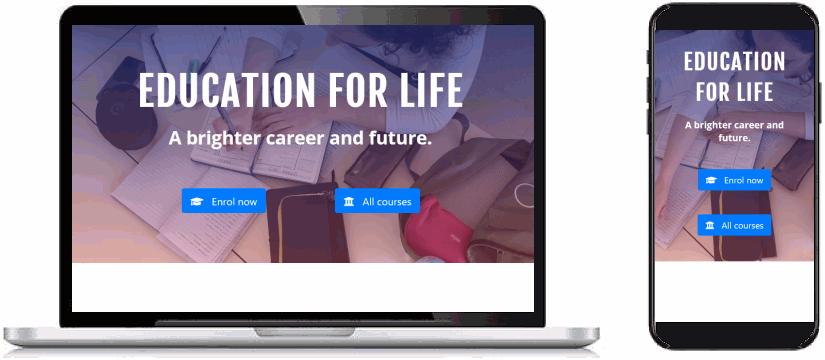 EDUCATION FOR LIFE
A brighter career and future.
Enrol now
All courses
EDUCATION
FOR LIFE
A brighter career and
future.
Enrol now
All courses